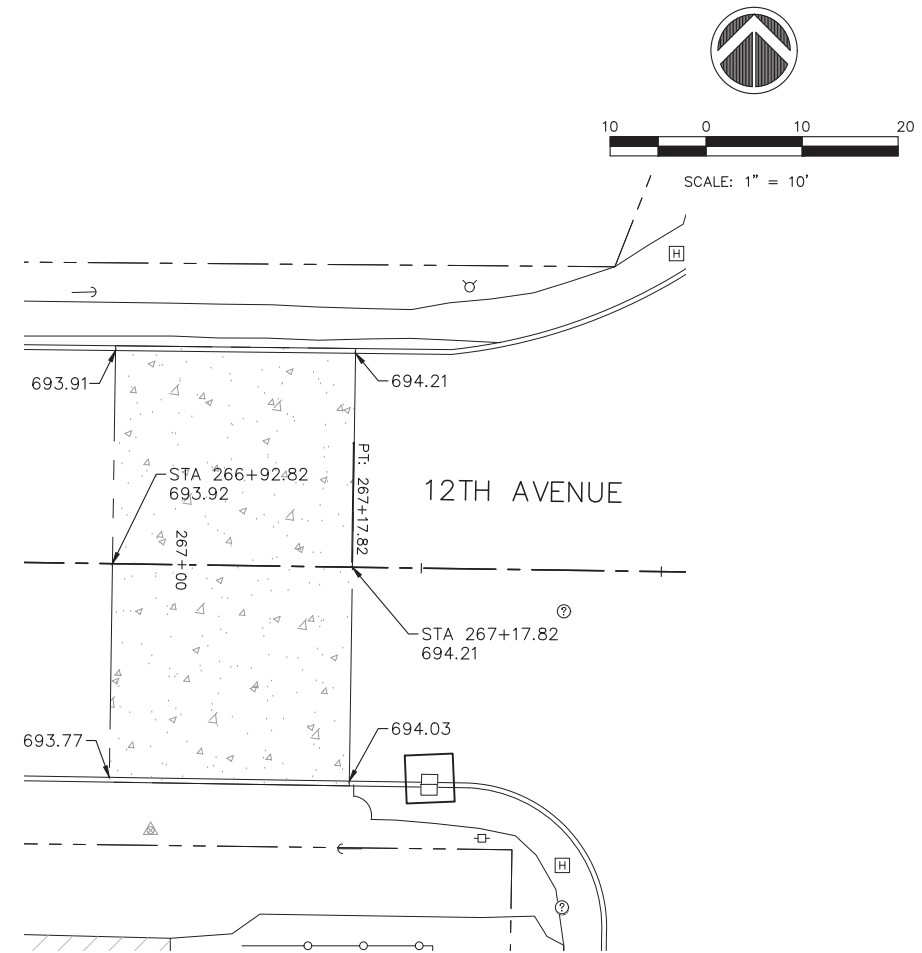 10 0 10 20
SCALE: 1" = 10'
H
693.91
694.21
STA 266+92.82
693.92
PT: 267+17.82
12TH AVENUE
267+00
?
STA 267+17.82
694.21
693.77
694.03
H
?